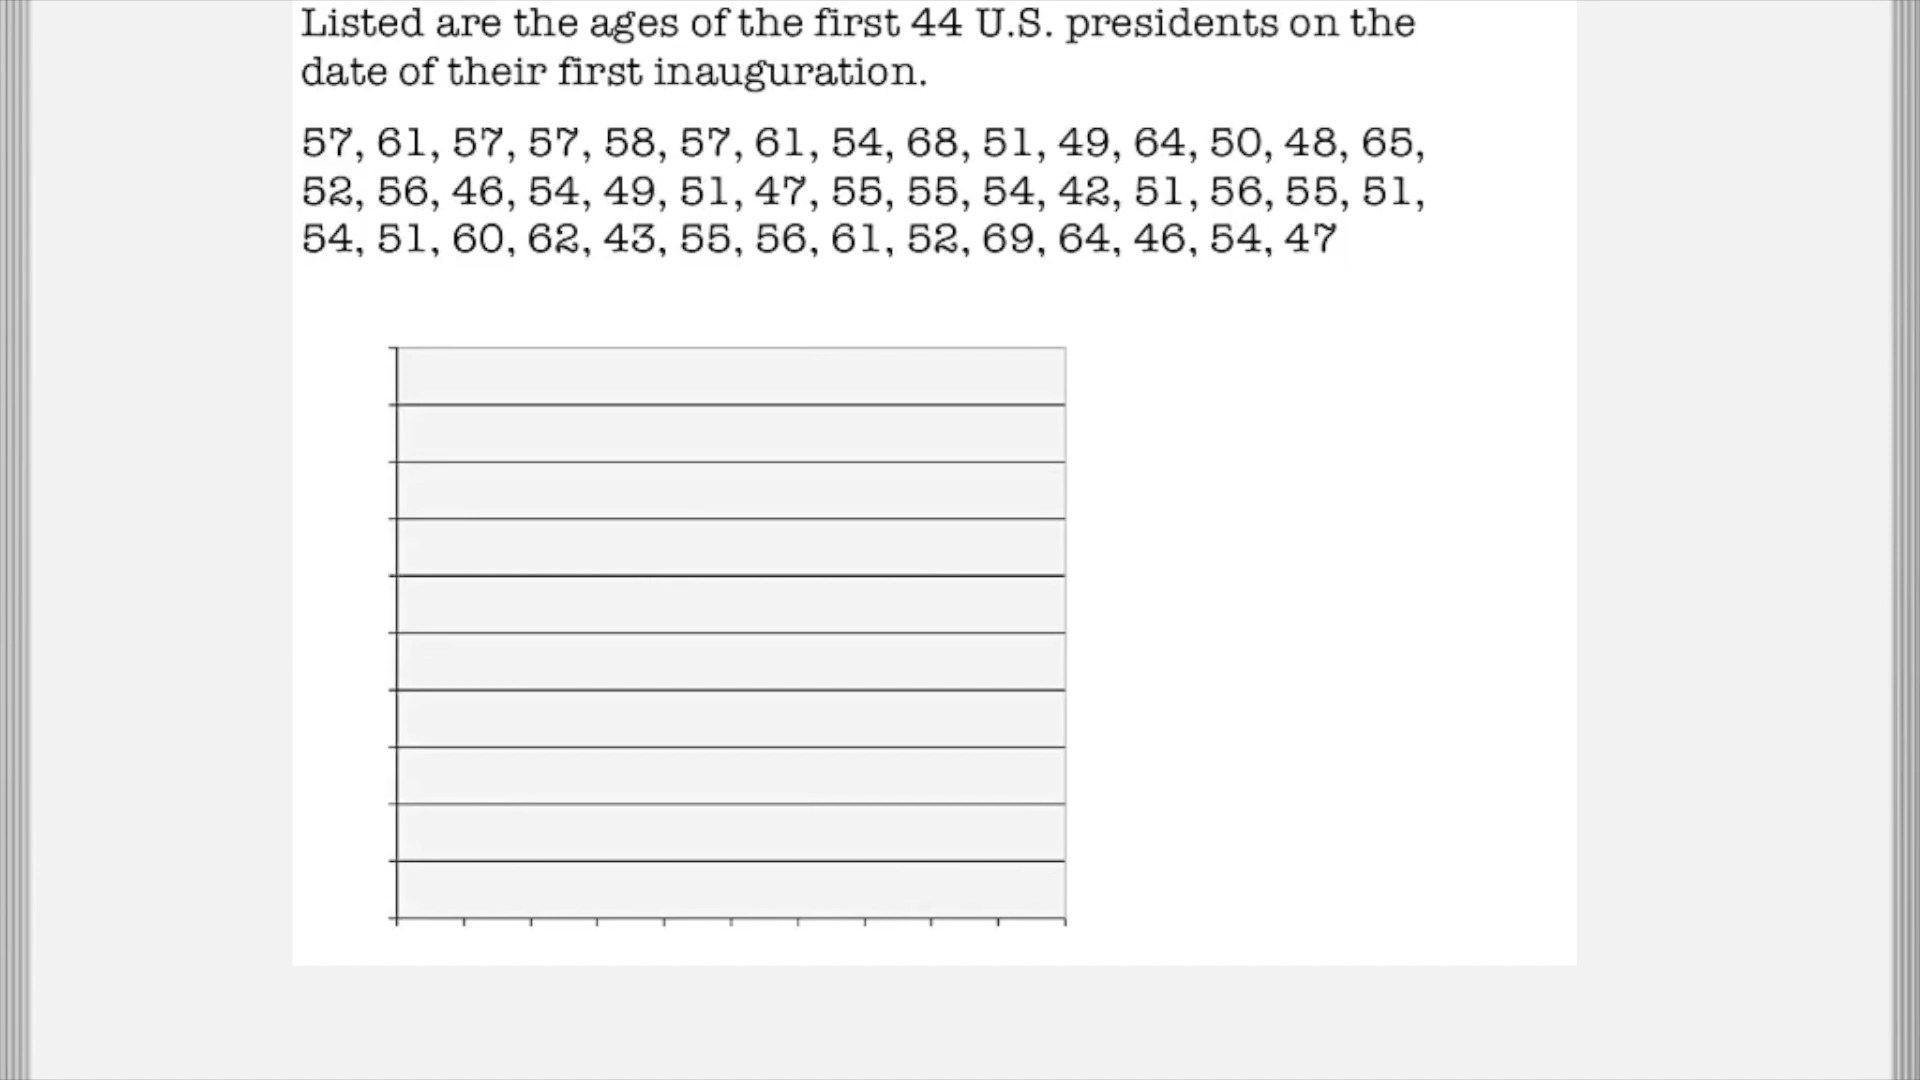 Listed are the ages of the first 44 U.S. presidents on the
date of their first inauguration.
57, 61, 57, 57, 58, 57, 61, 54, 68, 51, 49, 64, 50, 48, 65,
52, 56, 46, 54, 49, 51, 47, 55, 55, 54, 42, 51, 56, 55, 51,
54, 51, 60, 62, 43, 55, 56, 61, 52, 69, 64, 46, 54, 47